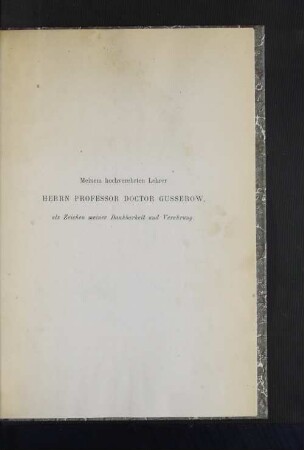 Meinem hochverehrten Lehrer
HERRN PROFESSOR DOCTOR GUSSEROW,
als Zeichen meiner Dankbarkeit und Verehrung.